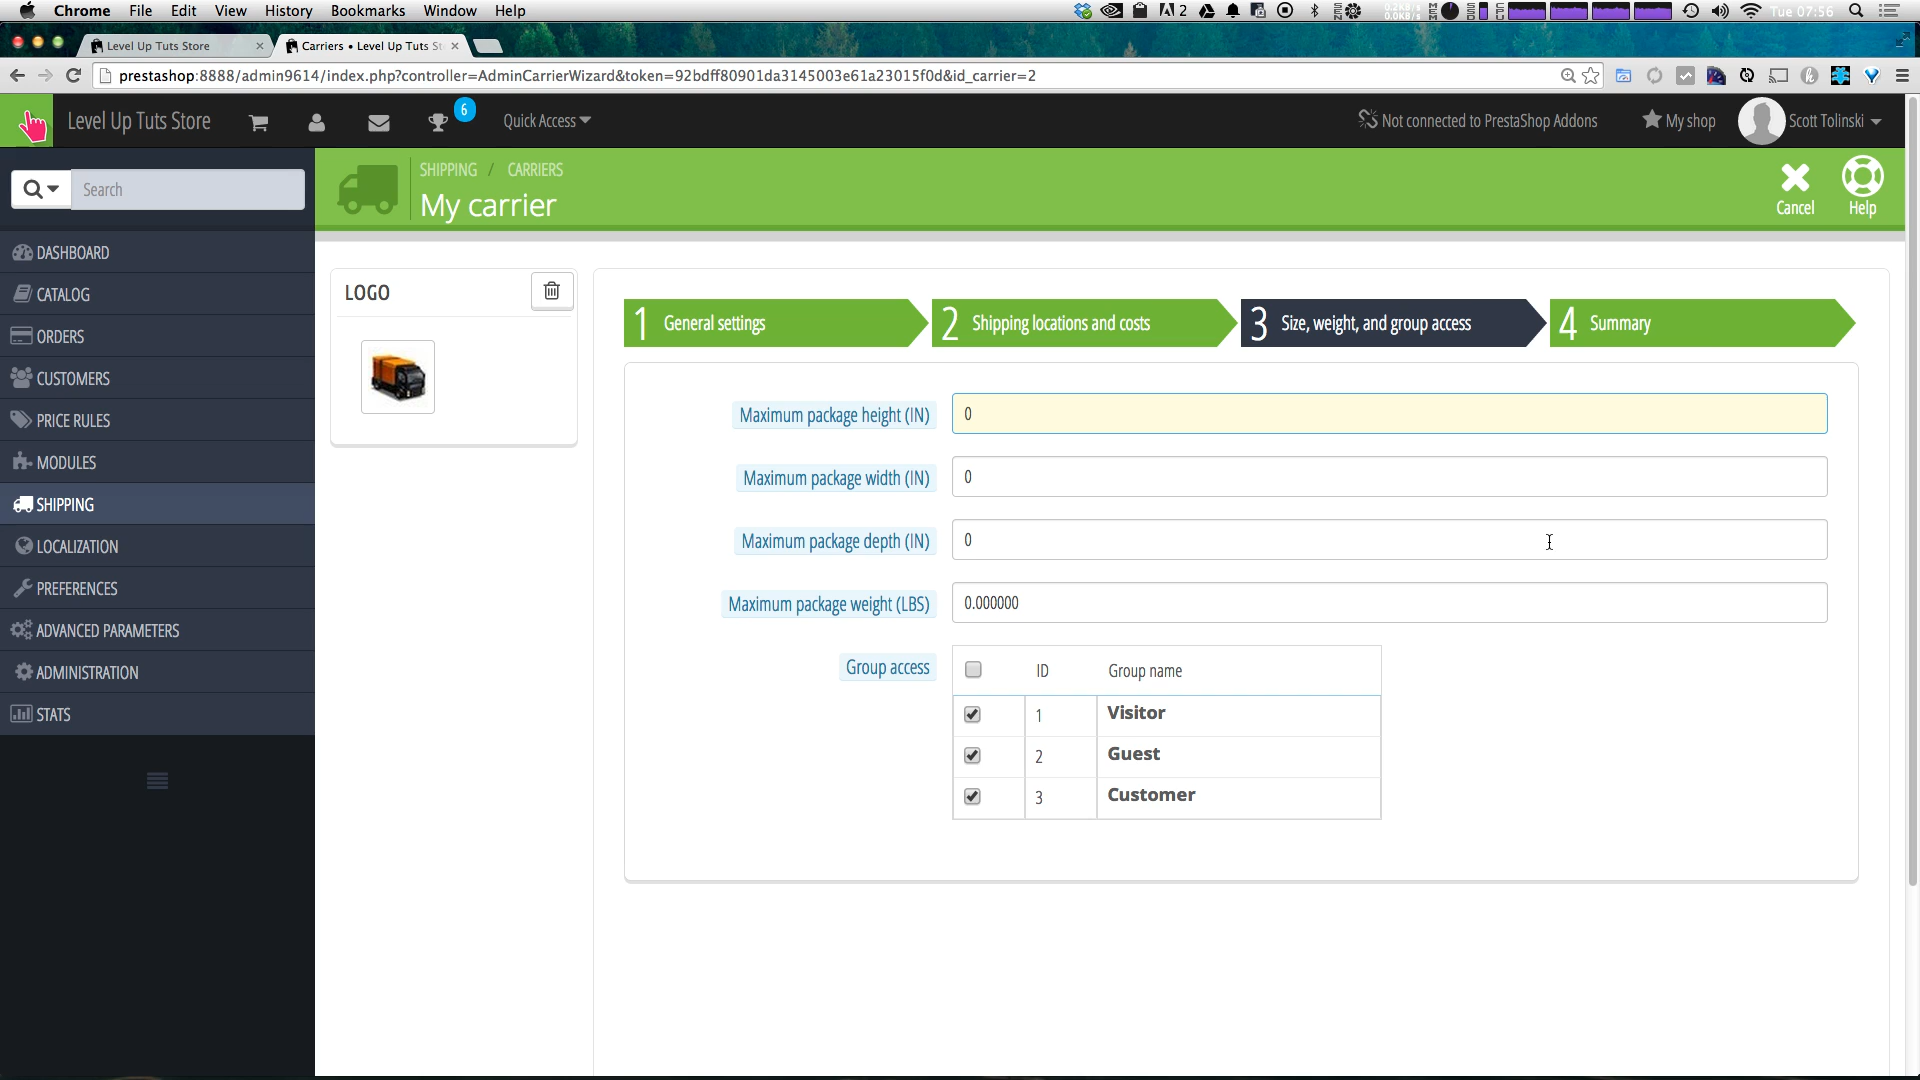 Chrome File Edit View History Bookmarks Window Help
2
Tue 07:56
Level Up Tuts Store
Carriers • Level Up Tuts St
prestashop:8888/admin9614/index.php?controller=AdminCarrierWizard&token=92bdff80901da3145003e61a23015f0d&id_carrier=2
Level Up Tuts Store
6
Quick Access
Not connected to PrestaShop Addons
My shop
Scott Tolinski
Search
SHIPPING / CARRIERS
My carrier
Cancel
Help
DASHBOARD
CATALOG
ORDERS
CUSTOMERS
PRICE RULES
MODULES
SHIPPING
LOCALIZATION
PREFERENCES
ADVANCED PARAMETERS
ADMINISTRATION
STATS
LOGO
1 General settings
2 Shipping locations and costs
3 Size, weight, and group access
4 Summary
Maximum package height (IN) 0
Maximum package width (IN) 0
Maximum package depth (IN) 0
Maximum package weight (LBS) 0.000000
Group access
ID Group name
1 Visitor
2 Guest
3 Customer